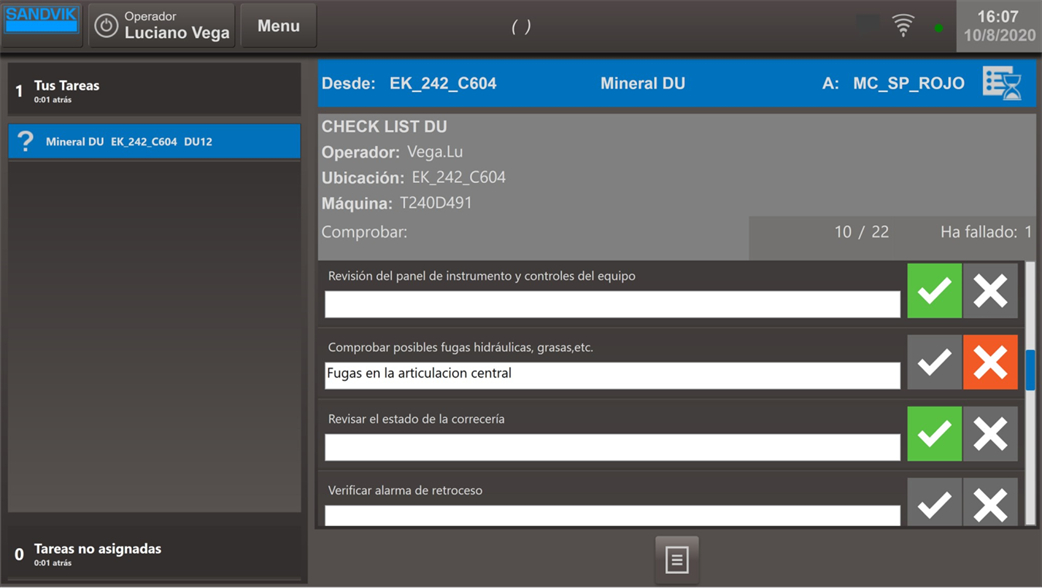 SANDVIK
Operador
Luciano Vega
Menu
( )
16:07
10/8/2020
1 Tus Tareas
0:01 atrás
? Mineral DU EK_242_C604 DU12
0 Tareas no asignadas
0:01 atrás
Desde: EK_242_C604 Mineral DU A: MC_SP_ROJO
CHECK LIST DU
Operador: Vega.Lu
Ubicación: EK_242_C604
Máquina: T240D491
Comprobar: 10 / 22 Ha fallado: 1
Revisión del panel de instrumento y controles del equipo
Comprobar posibles fugas hidráulicas, grasas,etc.
Fugas en la articulacion central
Revisar el estado de la correcería
Verificar alarma de retroceso